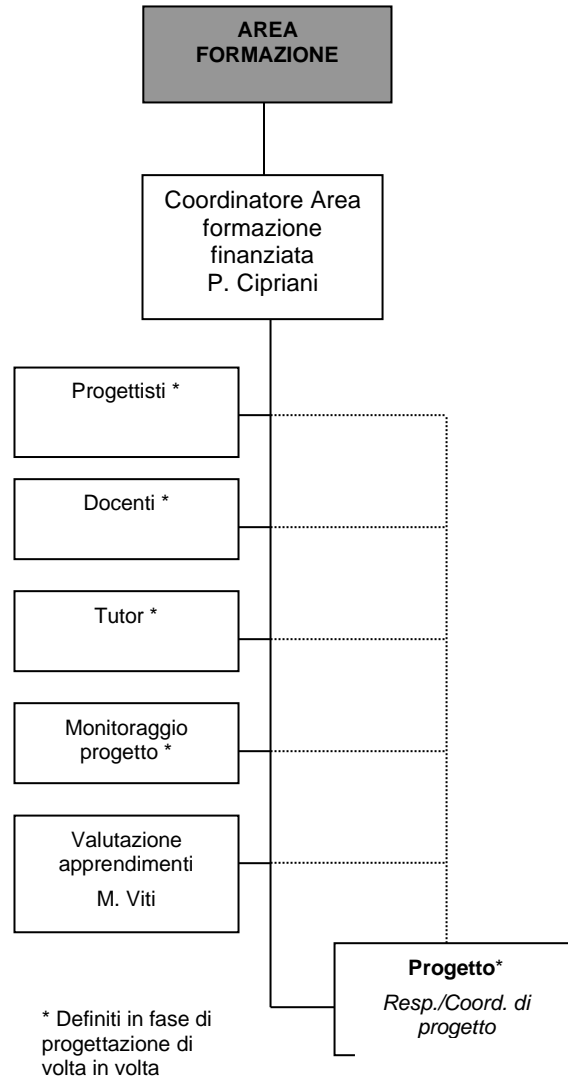 AREA
FORMAZIONE
Coordinatore Area
formazione
finanziata
P. Cipriani
Progettisti *
Docenti *
Tutor *
Monitoraggio
progetto *
Valutazione
apprendimenti
M. Viti
Progetto*
Resp./Coord. di
progetto
* Definiti in fase di
progettazione di
volta in volta